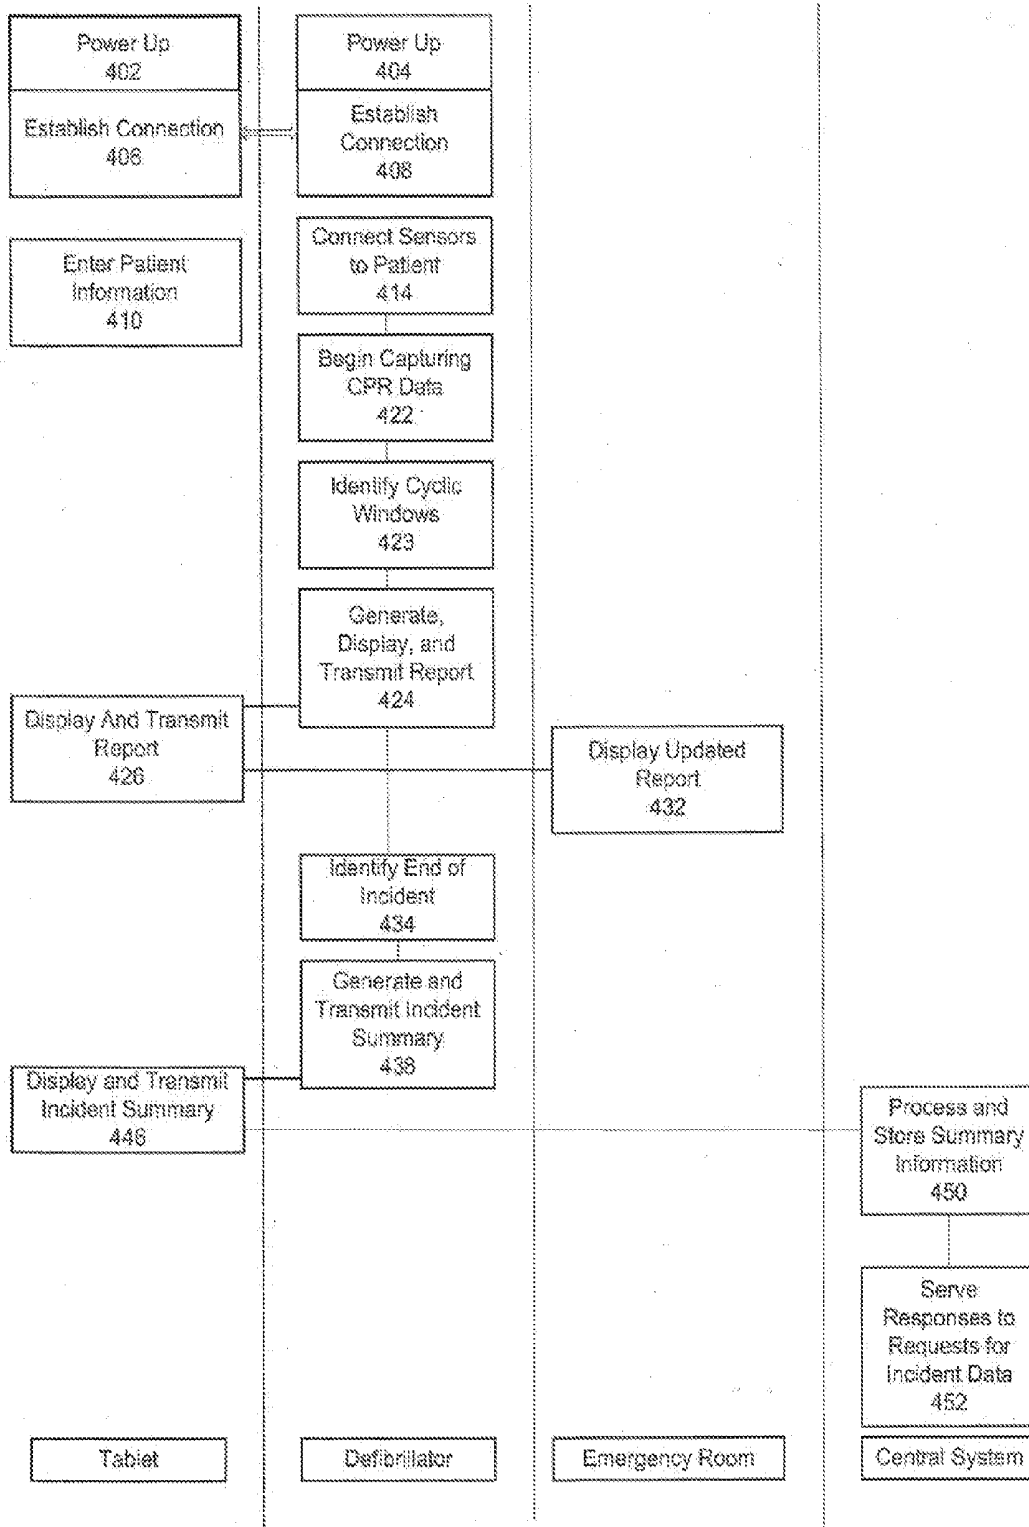 Power Up
402
Establish Connection
406
Power Up
404
Establish
Connection
408
Enter Patient
Information
410
Connect Sensors
to Patient
414
Begin Capturing
CPR Data
422
Identify Cyclic
Windows
423
Generate,
Display, and
Transmit Report
424
Display And Transmit
Report
426
Display Updated
Report
432
Identify End of
Incident
434
Generate and
Transmit Incident
Summary
438
Display and Transmit
Incident Summary
446
Process and
Store Summary
Information
450
Serve
Responses to
Requests for
Incident Data
452
Tablet
Defibrillator
Emergency Room
Central System